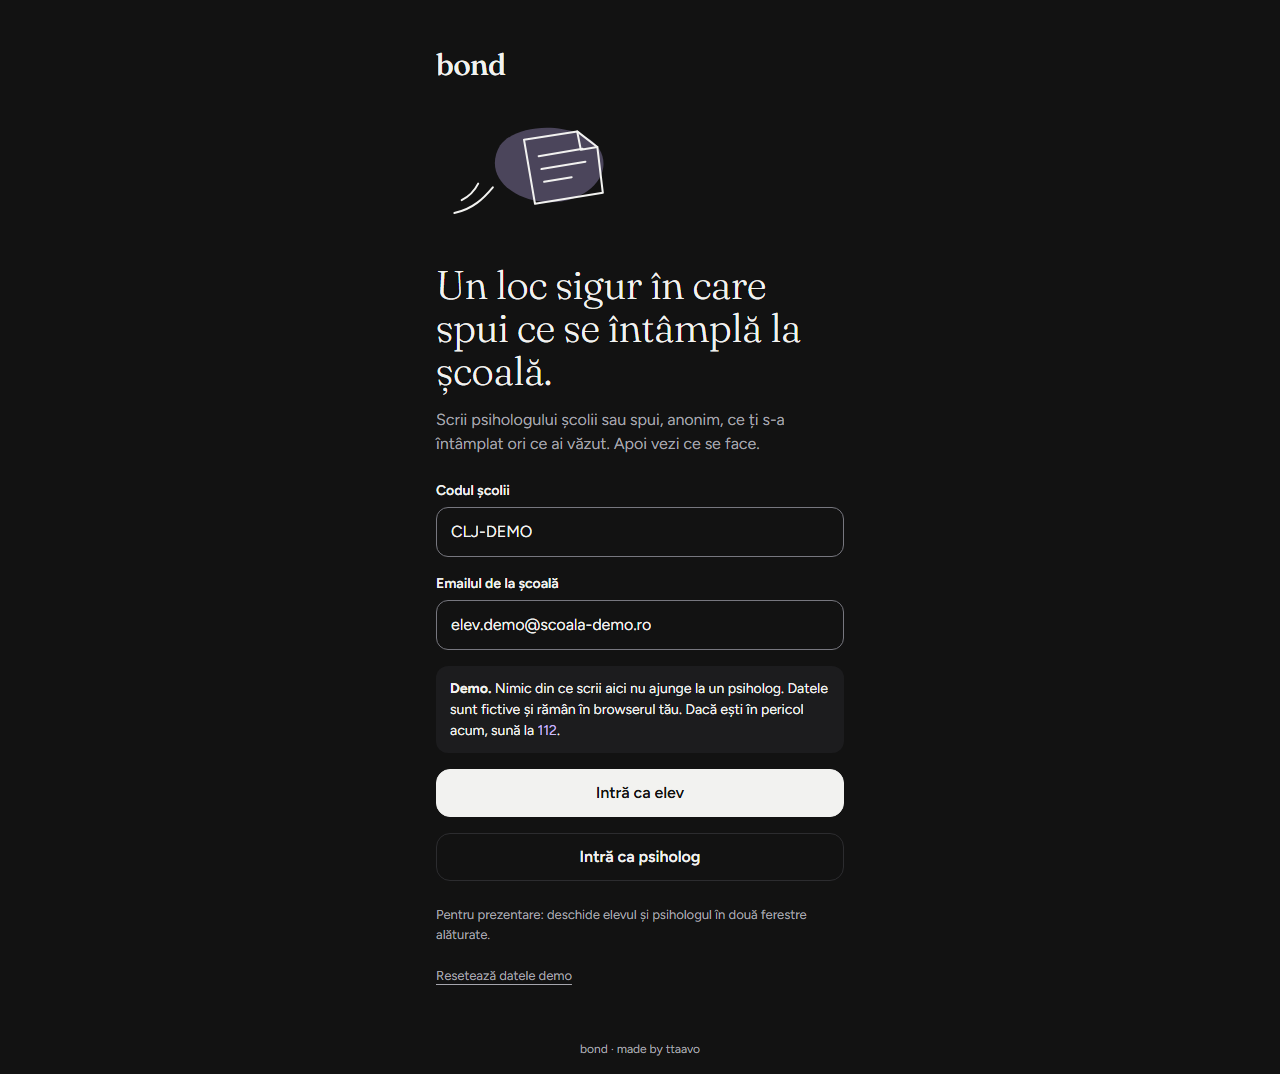 bond
Un loc sigur în care
spui ce se întâmplă la
școală.
Scrii psihologului școlii sau spui, anonim, ce ți s-a
întâmplat ori ce ai văzut. Apoi vezi ce se face.
Codul școlii
CLJ-DEMO
Emailul de la școală
elev.demo@scoala-demo.ro
Demo. Nimic din ce scrii aici nu ajunge la un psiholog. Datele
sunt fictive și rămân în browserul tău. Dacă ești în pericol
acum, sună la 112.
Intră ca elev
Intră ca psiholog
Pentru prezentare: deschide elevul și psihologul în două ferestre
alăturate.
Resetează datele demo
bond · made by ttaavo